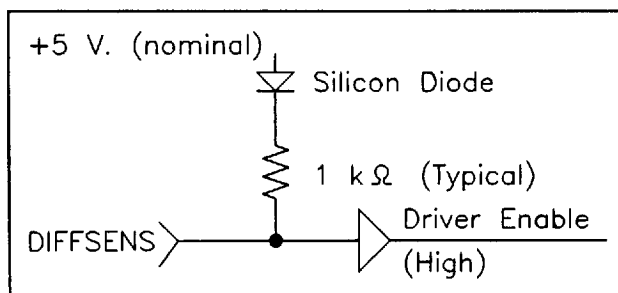 +5 V. (nominal)
Silicon Diode
1 kΩ (Typical)
DIFFSENS
Driver Enable
(High)